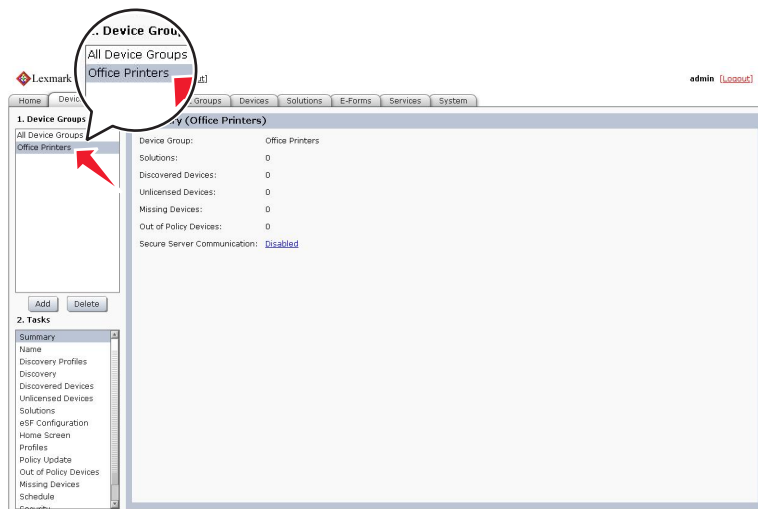 . Device Grou
All Device Groups
Office Printers
Lexmark
admin [Logout]
Home
Groups
Devices
Solutions
E-Forms
Services
System
1. Device Groups
All Device Groups
Office Printers
(Office Printers)
Device Group: Office Printers
Solutions: 0
Discovered Devices: 0
Unlicensed Devices: 0
Missing Devices: 0
Out of Policy Devices: 0
Secure Server Communication: Disabled
Add
Delete
2. Tasks
Summary
Name
Discovery Profiles
Discovery
Discovered Devices
Unlicensed Devices
Solutions
eSF Configuration
Home Screen
Profiles
Policy Update
Out of Policy Devices
Missing Devices
Schedule
Security